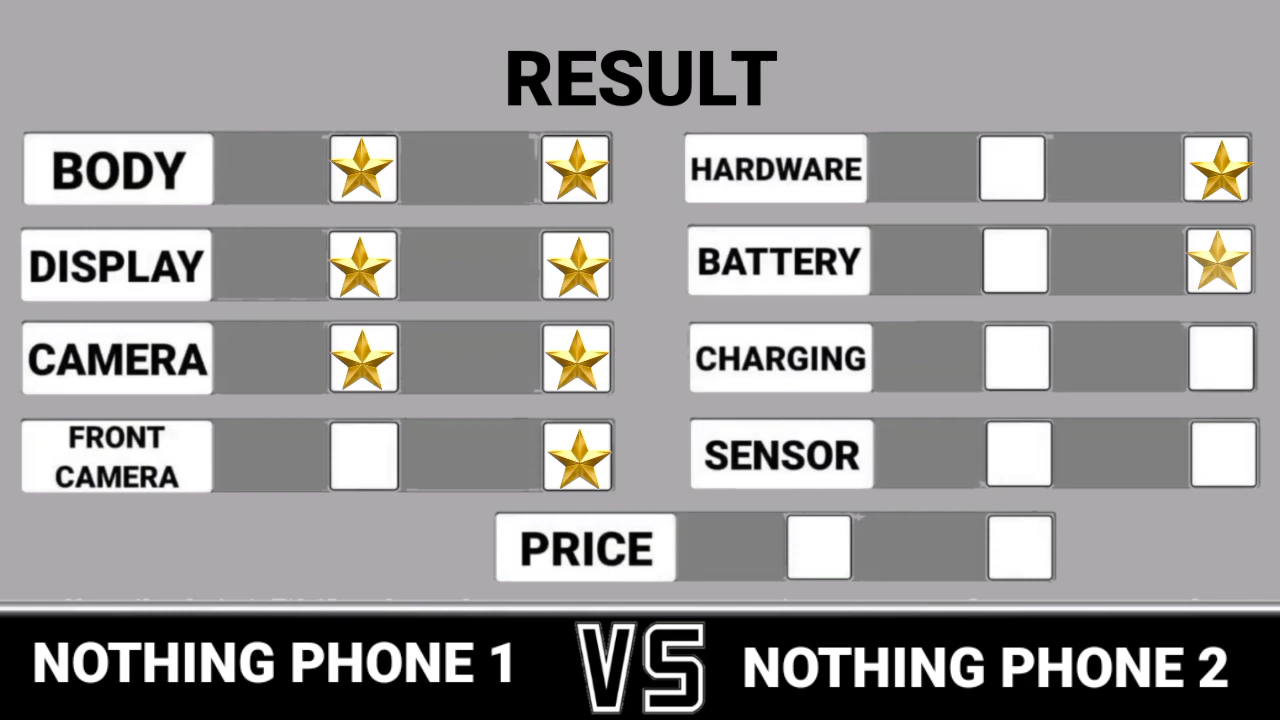 RESULT
BODY
DISPLAY
CAMERA
FRONT
CAMERA
HARDWARE
BATTERY
CHARGING
SENSOR
PRICE
NOTHING PHONE 1
VS
NOTHING PHONE 2